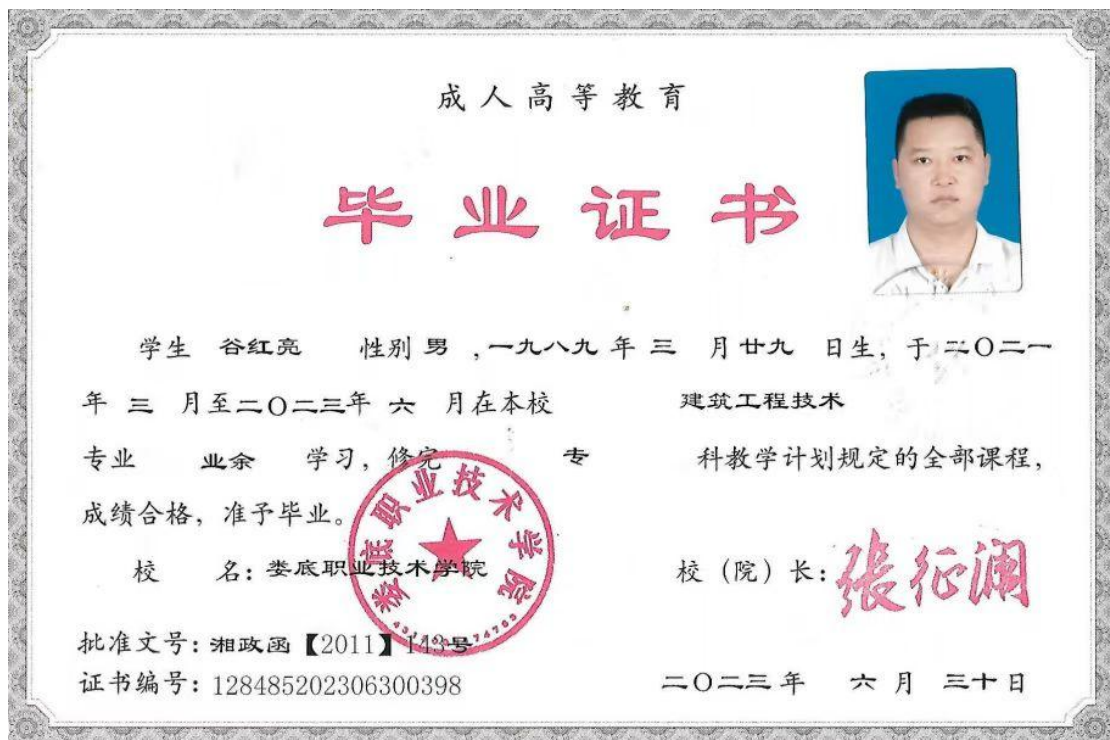 成人高等教育
毕业证书
学生 谷红亮 性别 男 ,一九八九 年 三 月 廿九 日生, 于 二〇二一
年 三 月至 二〇二三年 六 月在本校 建筑工程技术
专业 业余 学习, 修完 专 科教学计划规定的全部课程,
成绩合格, 准予毕业。
娄底职业技术学院
校 名: 娄底职业技术学院
校（院）长: 张征澜
批准文号: 湘政函【2011】143号
证书编号: 128485202306300398
二〇二三年 六 月 三十 日